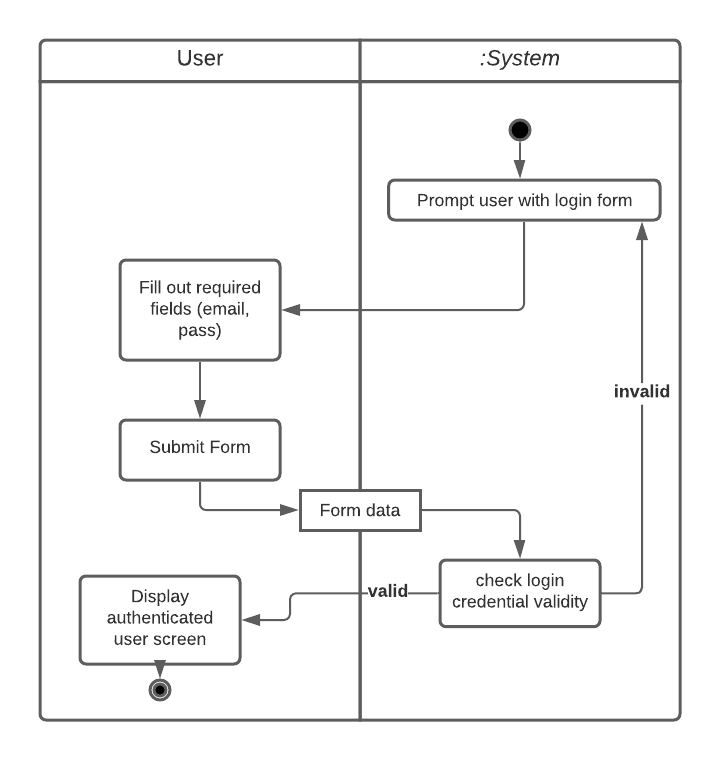 User
:System
Prompt user with login form
Fill out required
fields (email,
pass)
invalid
Submit Form
Form data
check login
credential validity
valid
Display
authenticated
user screen